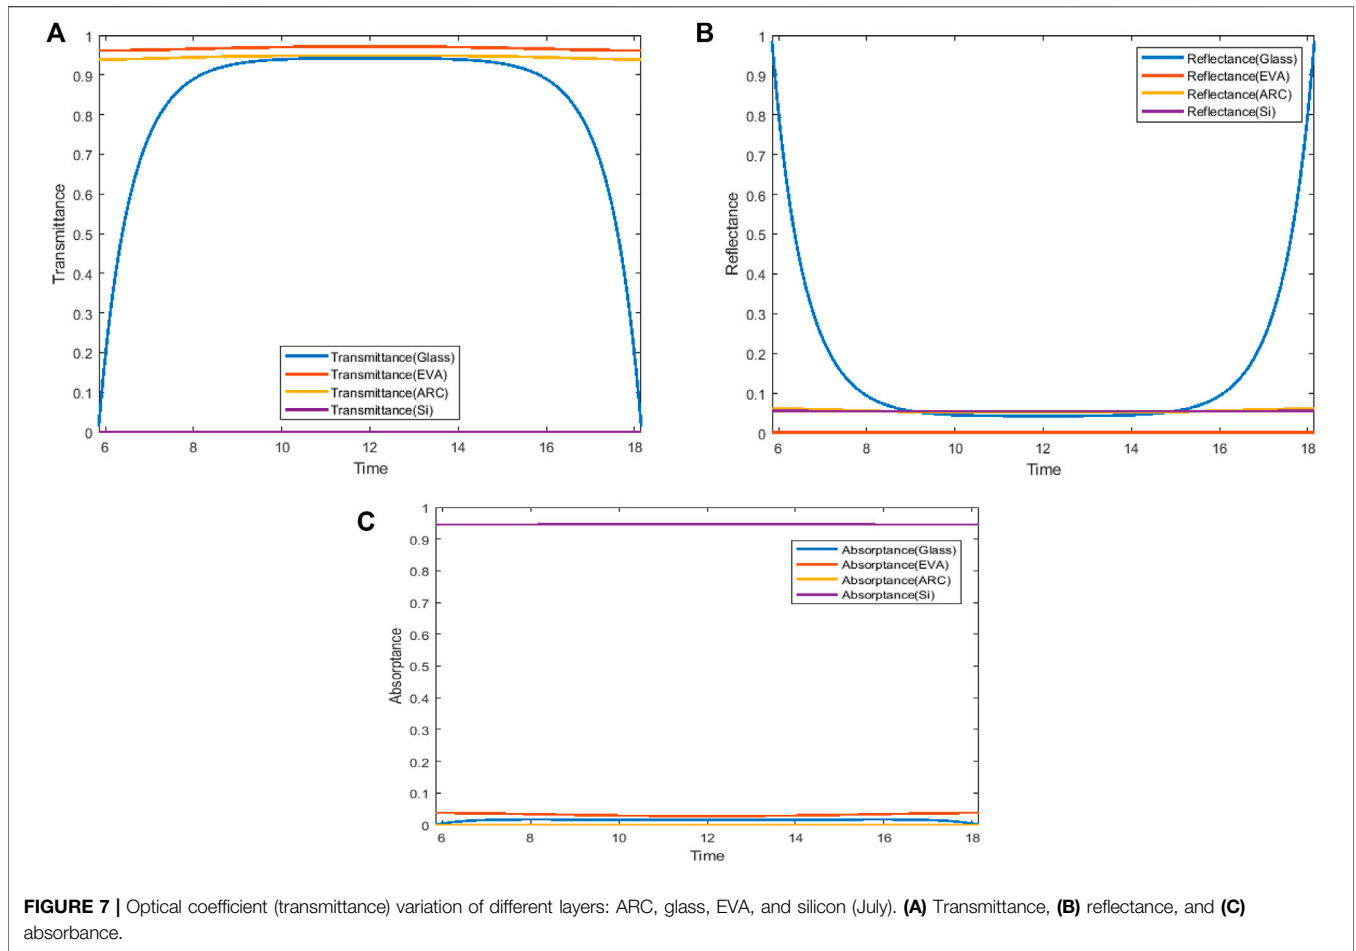 A
1
0.9
0.8
0.7
0.6
0.5
0.4
0.3
0.2
0.1
0
Transmittance
Transmittance(Glass)
Transmittance(EVA)
Transmittance(ARC)
Transmittance(Si)
6 8 10 12 14 16 18
Time
B
1
0.9
0.8
0.7
0.6
0.5
0.4
0.3
0.2
0.1
0
Reflectance
Reflectance(Glass)
Reflectance(EVA)
Reflectance(ARC)
Reflectance(Si)
6 8 10 12 14 16 18
Time
C
1
0.9
0.8
0.7
0.6
0.5
0.4
0.3
0.2
0.1
0
Absorptance
Absorptance(Glass)
Absorptance(EVA)
Absorptance(ARC)
Absorptance(Si)
6 8 10 12 14 16 18
Time
FIGURE 7 | Optical coefficient (transmittance) variation of different layers: ARC, glass, EVA, and silicon (July). (A) Transmittance, (B) reflectance, and (C)
absorbance.